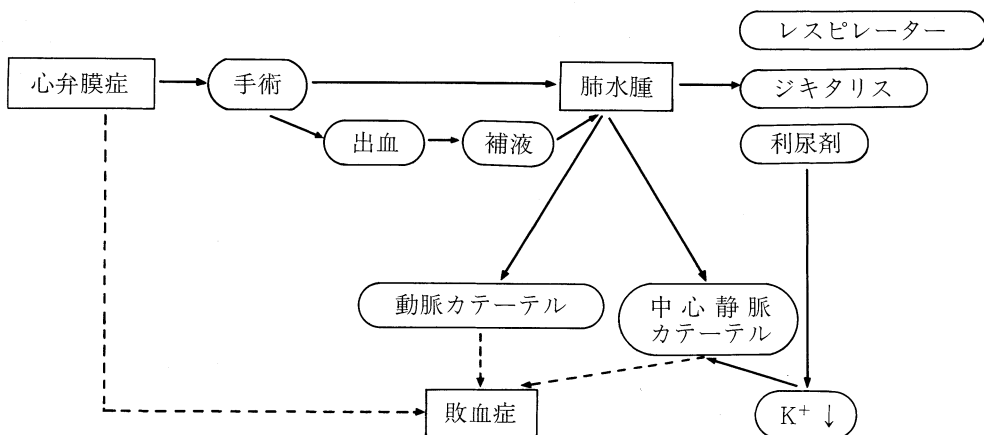 レスピレーター
心弁膜症
手術
肺水腫
ジキタリス
出血
補液
利尿剤
動脈カテーテル
中心静脈
カテーテル
敗血症
K⁺ ↓